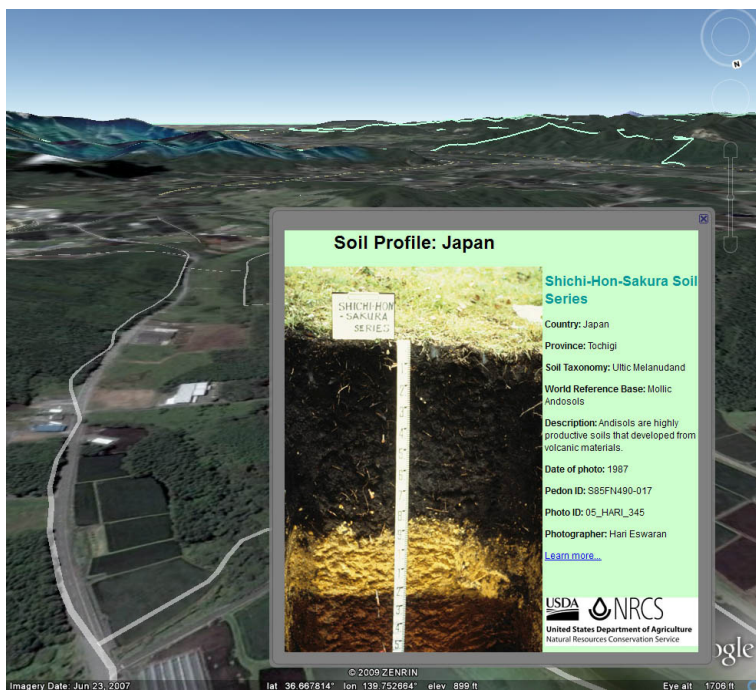 N
Soil Profile: Japan
SHICHI-HON
- SAKURA
SERIES
Shichi-Hon-Sakura Soil
Series
Country: Japan
Province: Tochigi
Soil Taxonomy: Ultic Melanudand
World Reference Base: Mollic
Andosols
Description: Andisols are highly
productive soils that developed from
volcanic materials.
Date of photo: 1987
Pedon ID: S85FN490-017
Photo ID: 05_HARI_345
Photographer: Hari Eswaran
Learn more...
USDA NRCS
United States Department of Agriculture
Natural Resources Conservation Service
ogle
© 2009 ZENRIN
Imagery Date: Jun 23, 2007 lat 36.667814° lon 139.752664° elev 899 ft Eye alt 1706 ft